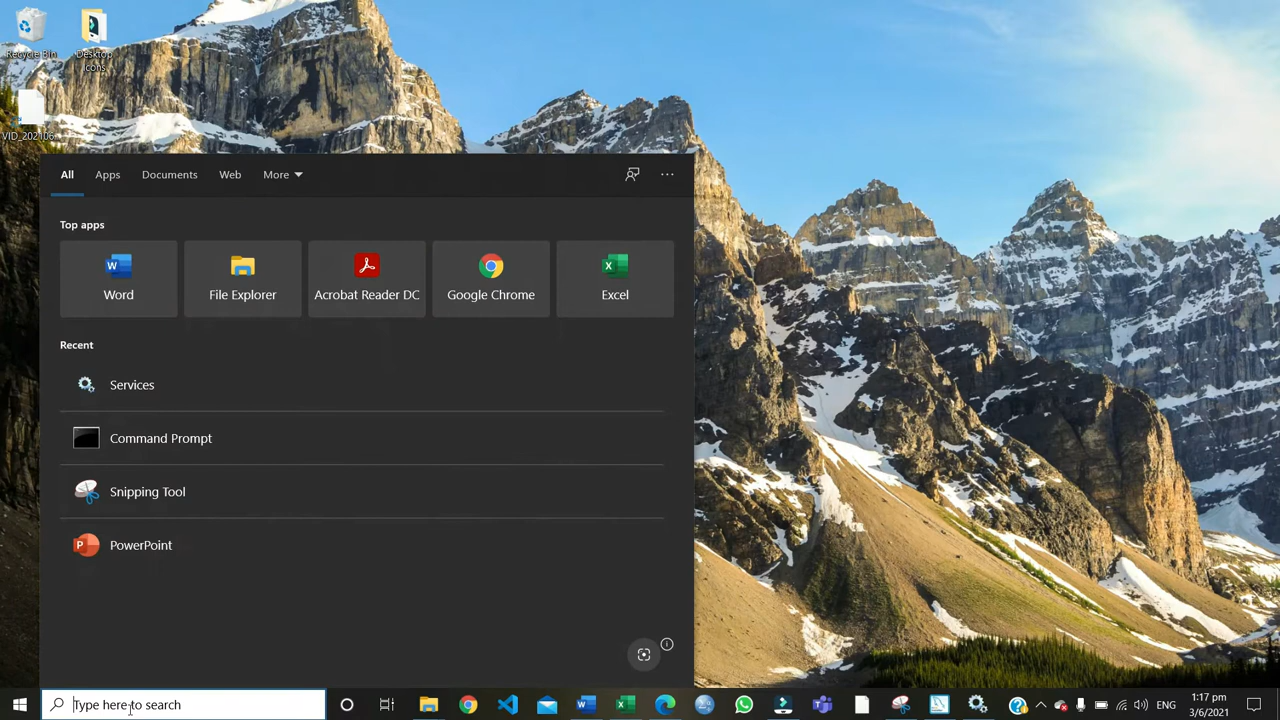 Recycle Bin
Desktop
Icons
VID_202106
All
Apps
Documents
Web
More
Top apps
Word
File Explorer
Acrobat Reader DC
Google Chrome
Excel
Recent
Services
Command Prompt
Snipping Tool
PowerPoint
Type here to search
ENG
1:17 pm
3/6/2021